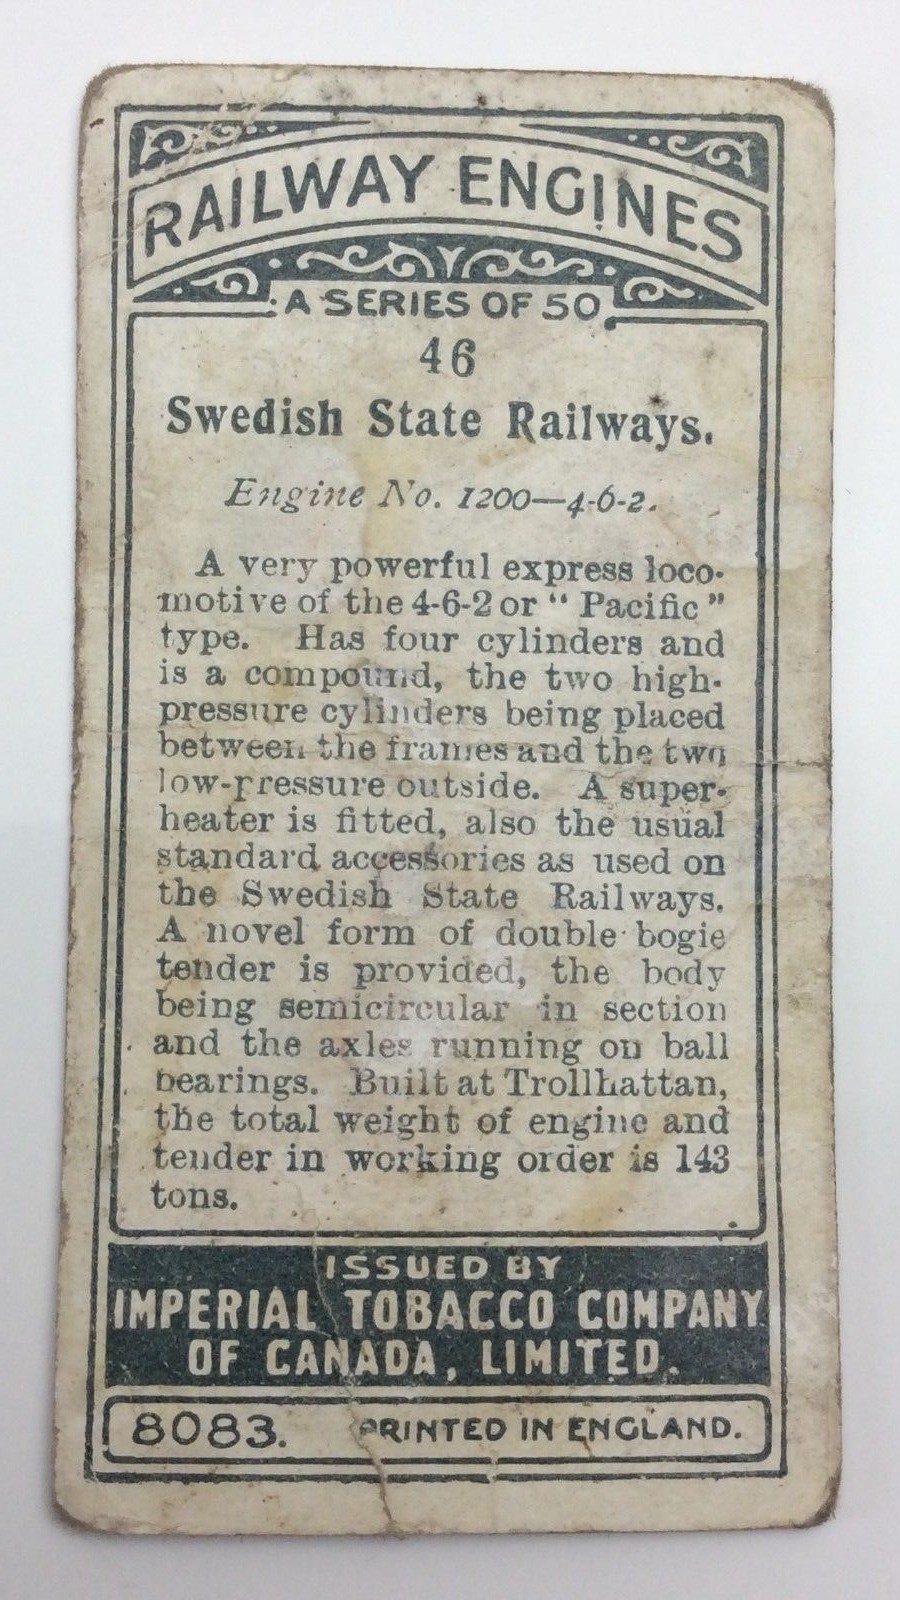 RAILWAY ENGINES
A SERIES OF 50
46
Swedish State Railways.
Engine No. 1200—4-6-2.
A very powerful express loco-
motive of the 4-6-2 or " Pacific "
type. Has four cylinders and
is a compound, the two high-
pressure cylinders being placed
between the frames and the two
low-pressure outside. A super-
heater is fitted, also the usual
standard accessories as used on
the Swedish State Railways.
A novel form of double bogie
tender is provided, the body
being semicircular in section
and the axles running on ball
bearings. Built at Trollhattan,
the total weight of engine and
tender in working order is 143
tons.
ISSUED BY
IMPERIAL TOBACCO COMPANY
OF CANADA, LIMITED.
8083. PRINTED IN ENGLAND.